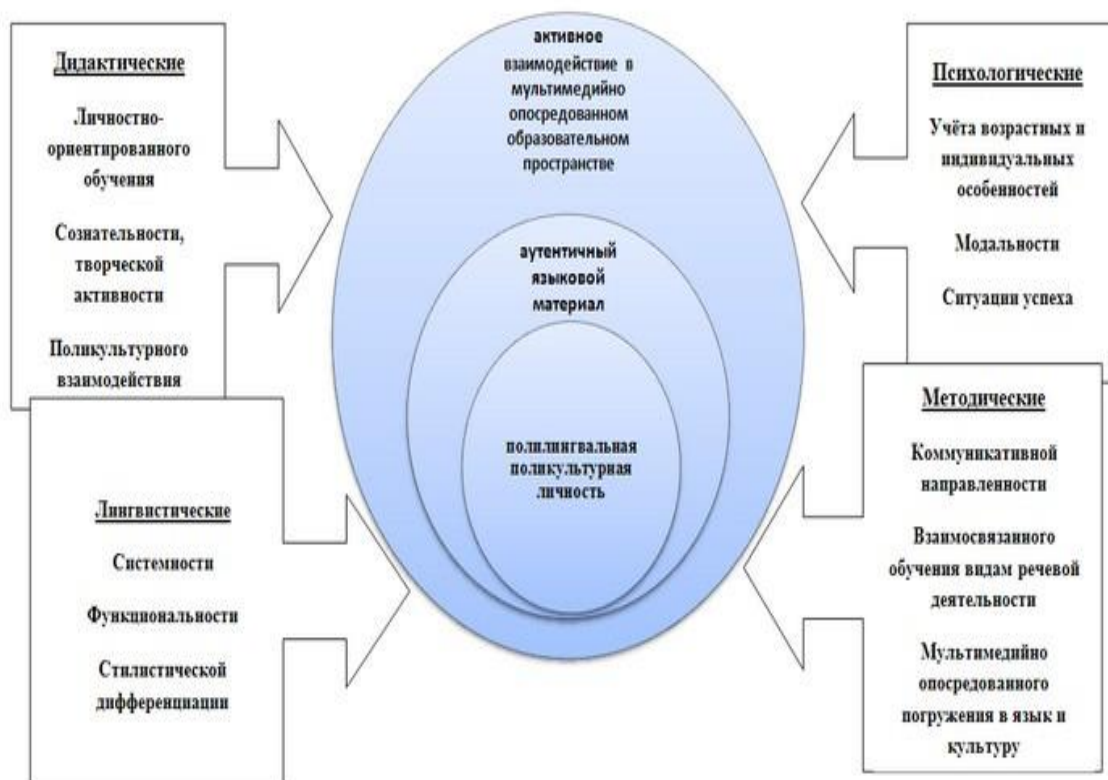 Дидактические
Личностно-
ориентированного
обучения
Сознательности,
творческой
активности
Поликультурного
взаимодействия
Лингвистические
Системности
Функциональности
Стилистической
дифференциации
активное
взаимодействие в
мультимедийно
опосредованном
образовательном
пространстве
аутентичный
языковой
материал
полилингвальная
поликультурная
личность
Психологические
Учёта возрастных и
индивидуальных
особенностей
Модальности
Ситуации успеха
Методические
Коммуникативной
направленности
Взаимосвязанного
обучения видам речевой
деятельности
Мультимедийно
опосредованного
погружения в язык и
культуру